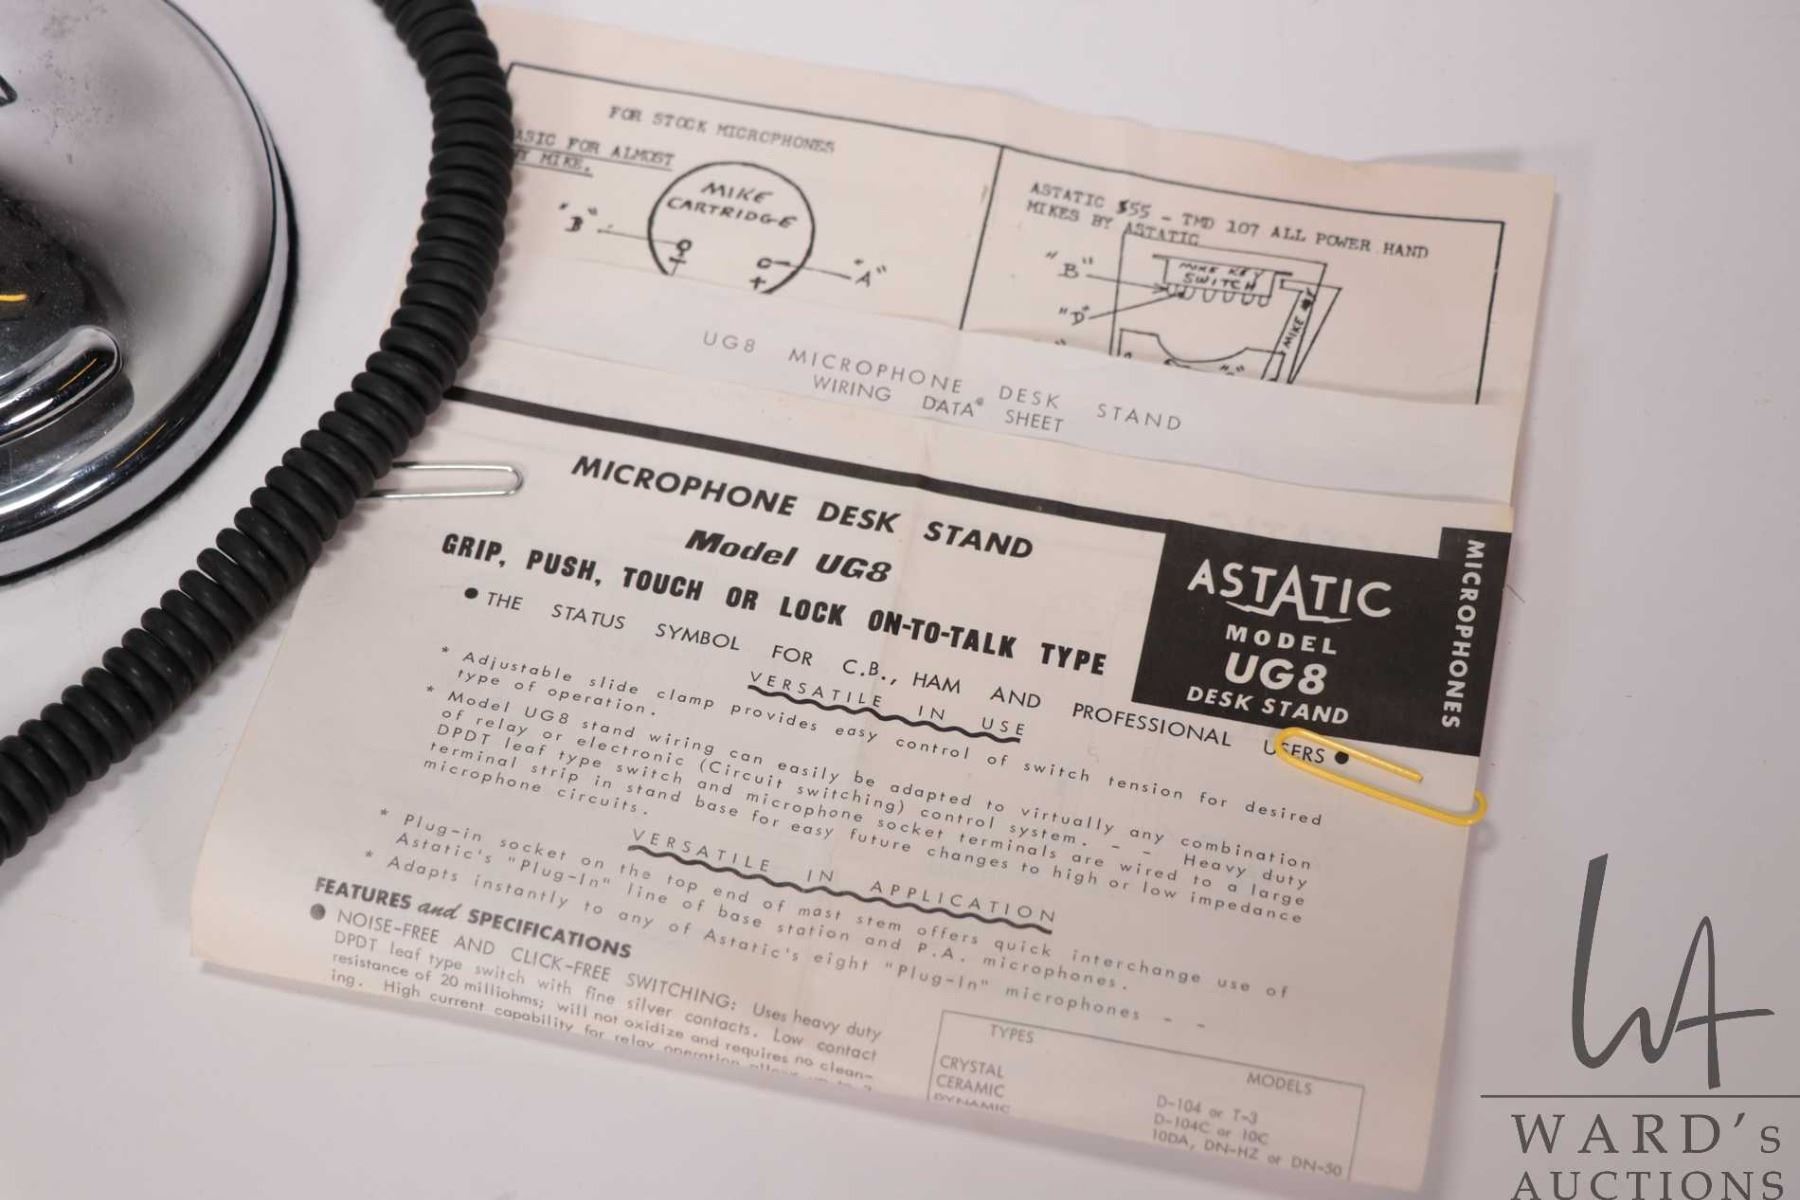 FOR STOCK MICROPHONES
ASIC FOR ALMOST
MIKE.
MIKE
CARTRIDGE
"B"
"A"
+
ASTATIC $55 - TMD 107 ALL POWER HAND
MIKES BY ASTATIC
"B"
MIKE KEY
SWITCH
"D"
MIKE
UG8 MICROPHONE DESK STAND
WIRING DATA SHEET
MICROPHONE DESK STAND
Model UG8
GRIP, PUSH, TOUCH OR LOCK ON-TO-TALK TYPE
● THE STATUS SYMBOL FOR C.B., HAM AND PROFESSIONAL USERS ●
ASTATIC
MODEL
UG8
DESK STAND
MICROPHONES
VERSATILE IN USE
* Adjustable slide clamp provides easy control of switch tension for desired
type of operation.
* Model UG8 stand wiring can easily be adapted to virtually any combination
of relay or electronic (Circuit switching) control system. - - Heavy duty
DPDT leaf type switch and microphone socket terminals are wired to a large
terminal strip in stand base for easy future changes to high or low impedance
microphone circuits.
VERSATILE IN APPLICATION
* Plug-in socket on the top end of mast stem offers quick interchange use of
Astatic's "Plug-In" line of base station and P.A. microphones.
* Adapts instantly to any of Astatic's eight "Plug-In" microphones - -
FEATURES and SPECIFICATIONS
● NOISE-FREE AND CLICK-FREE SWITCHING: Uses heavy duty
DPDT leaf type switch with fine silver contacts. Low contact
resistance of 20 milliohms; will not oxidize and requires no clean-
ing. High current capability for relay operation allows up to a
TYPES MODELS
CRYSTAL D-104 or T-3
CERAMIC D-104C or 10C
DYNAMIC 10DA, DN-HZ or DN-50
WA
WARD's
AUCTIONS